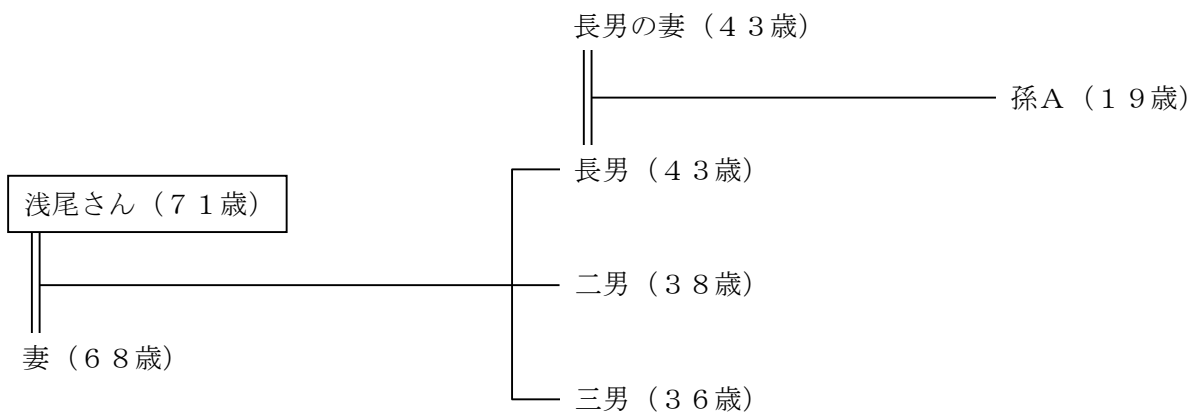 長男の妻（４３歳）
孫Ａ（１９歳）
長男（４３歳）
浅尾さん（７１歳）
二男（３８歳）
妻（６８歳）
三男（３６歳）